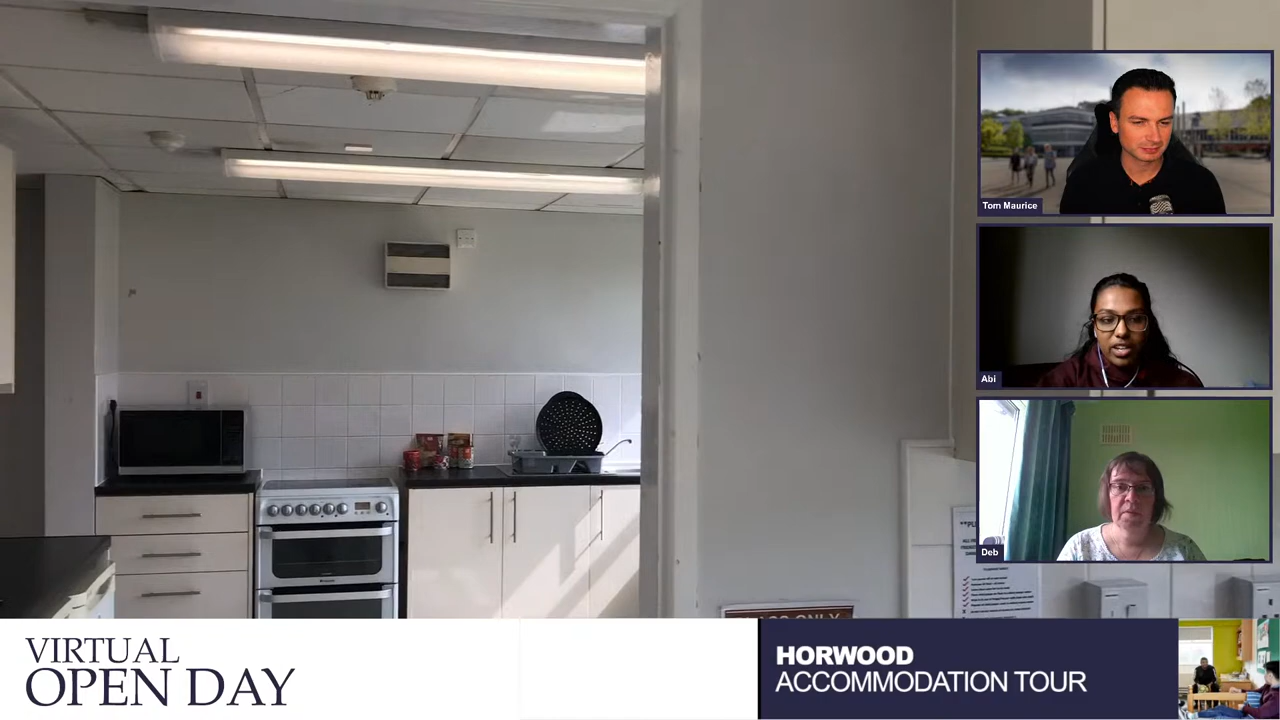 Tom Maurice
Abi
Deb
VIRTUAL
OPEN DAY
HORWOOD
ACCOMMODATION TOUR